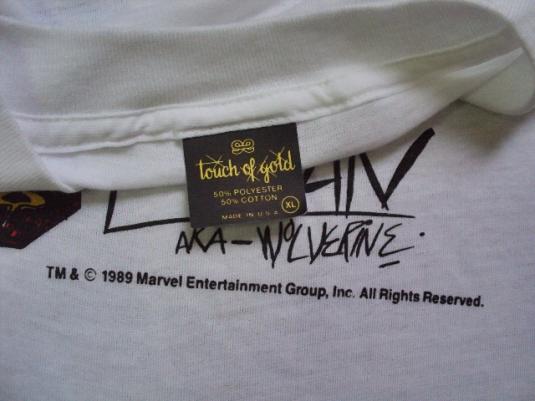 touch of gold
50% POLYESTER
50% COTTON
XL
MADE IN U.S.A.
AKA - WOLVERINE.
TM & © 1989 Marvel Entertainment Group, Inc. All Rights Reserved.